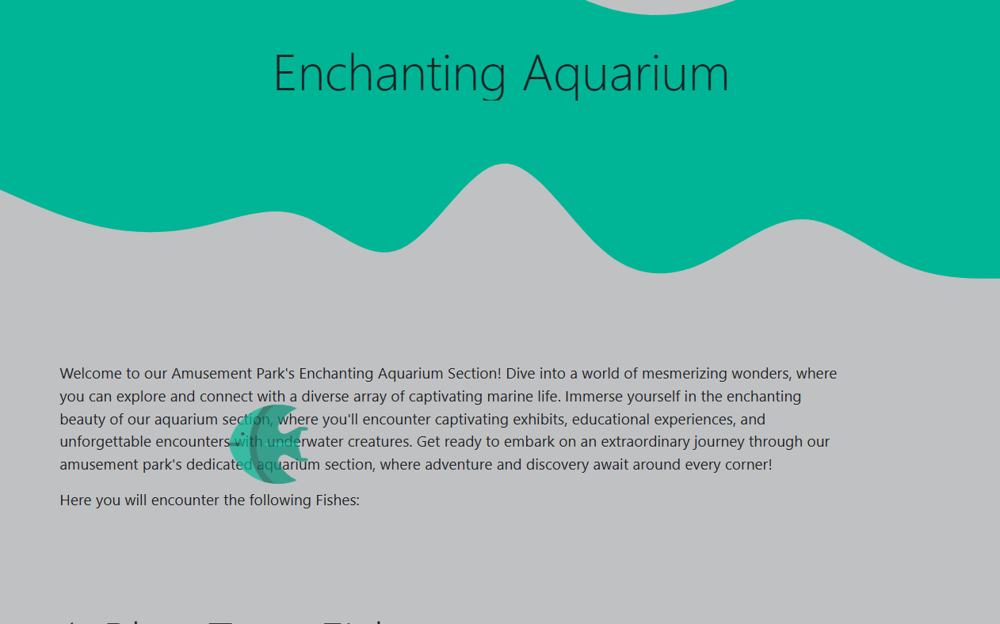 Enchanting Aquarium
Welcome to our Amusement Park's Enchanting Aquarium Section! Dive into a world of mesmerizing wonders, where
you can explore and connect with a diverse array of captivating marine life. Immerse yourself in the enchanting
beauty of our aquarium section, where you'll encounter captivating exhibits, educational experiences, and
unforgettable encounters with underwater creatures. Get ready to embark on an extraordinary journey through our
amusement park's dedicated aquarium section, where adventure and discovery await around every corner!
Here you will encounter the following Fishes: